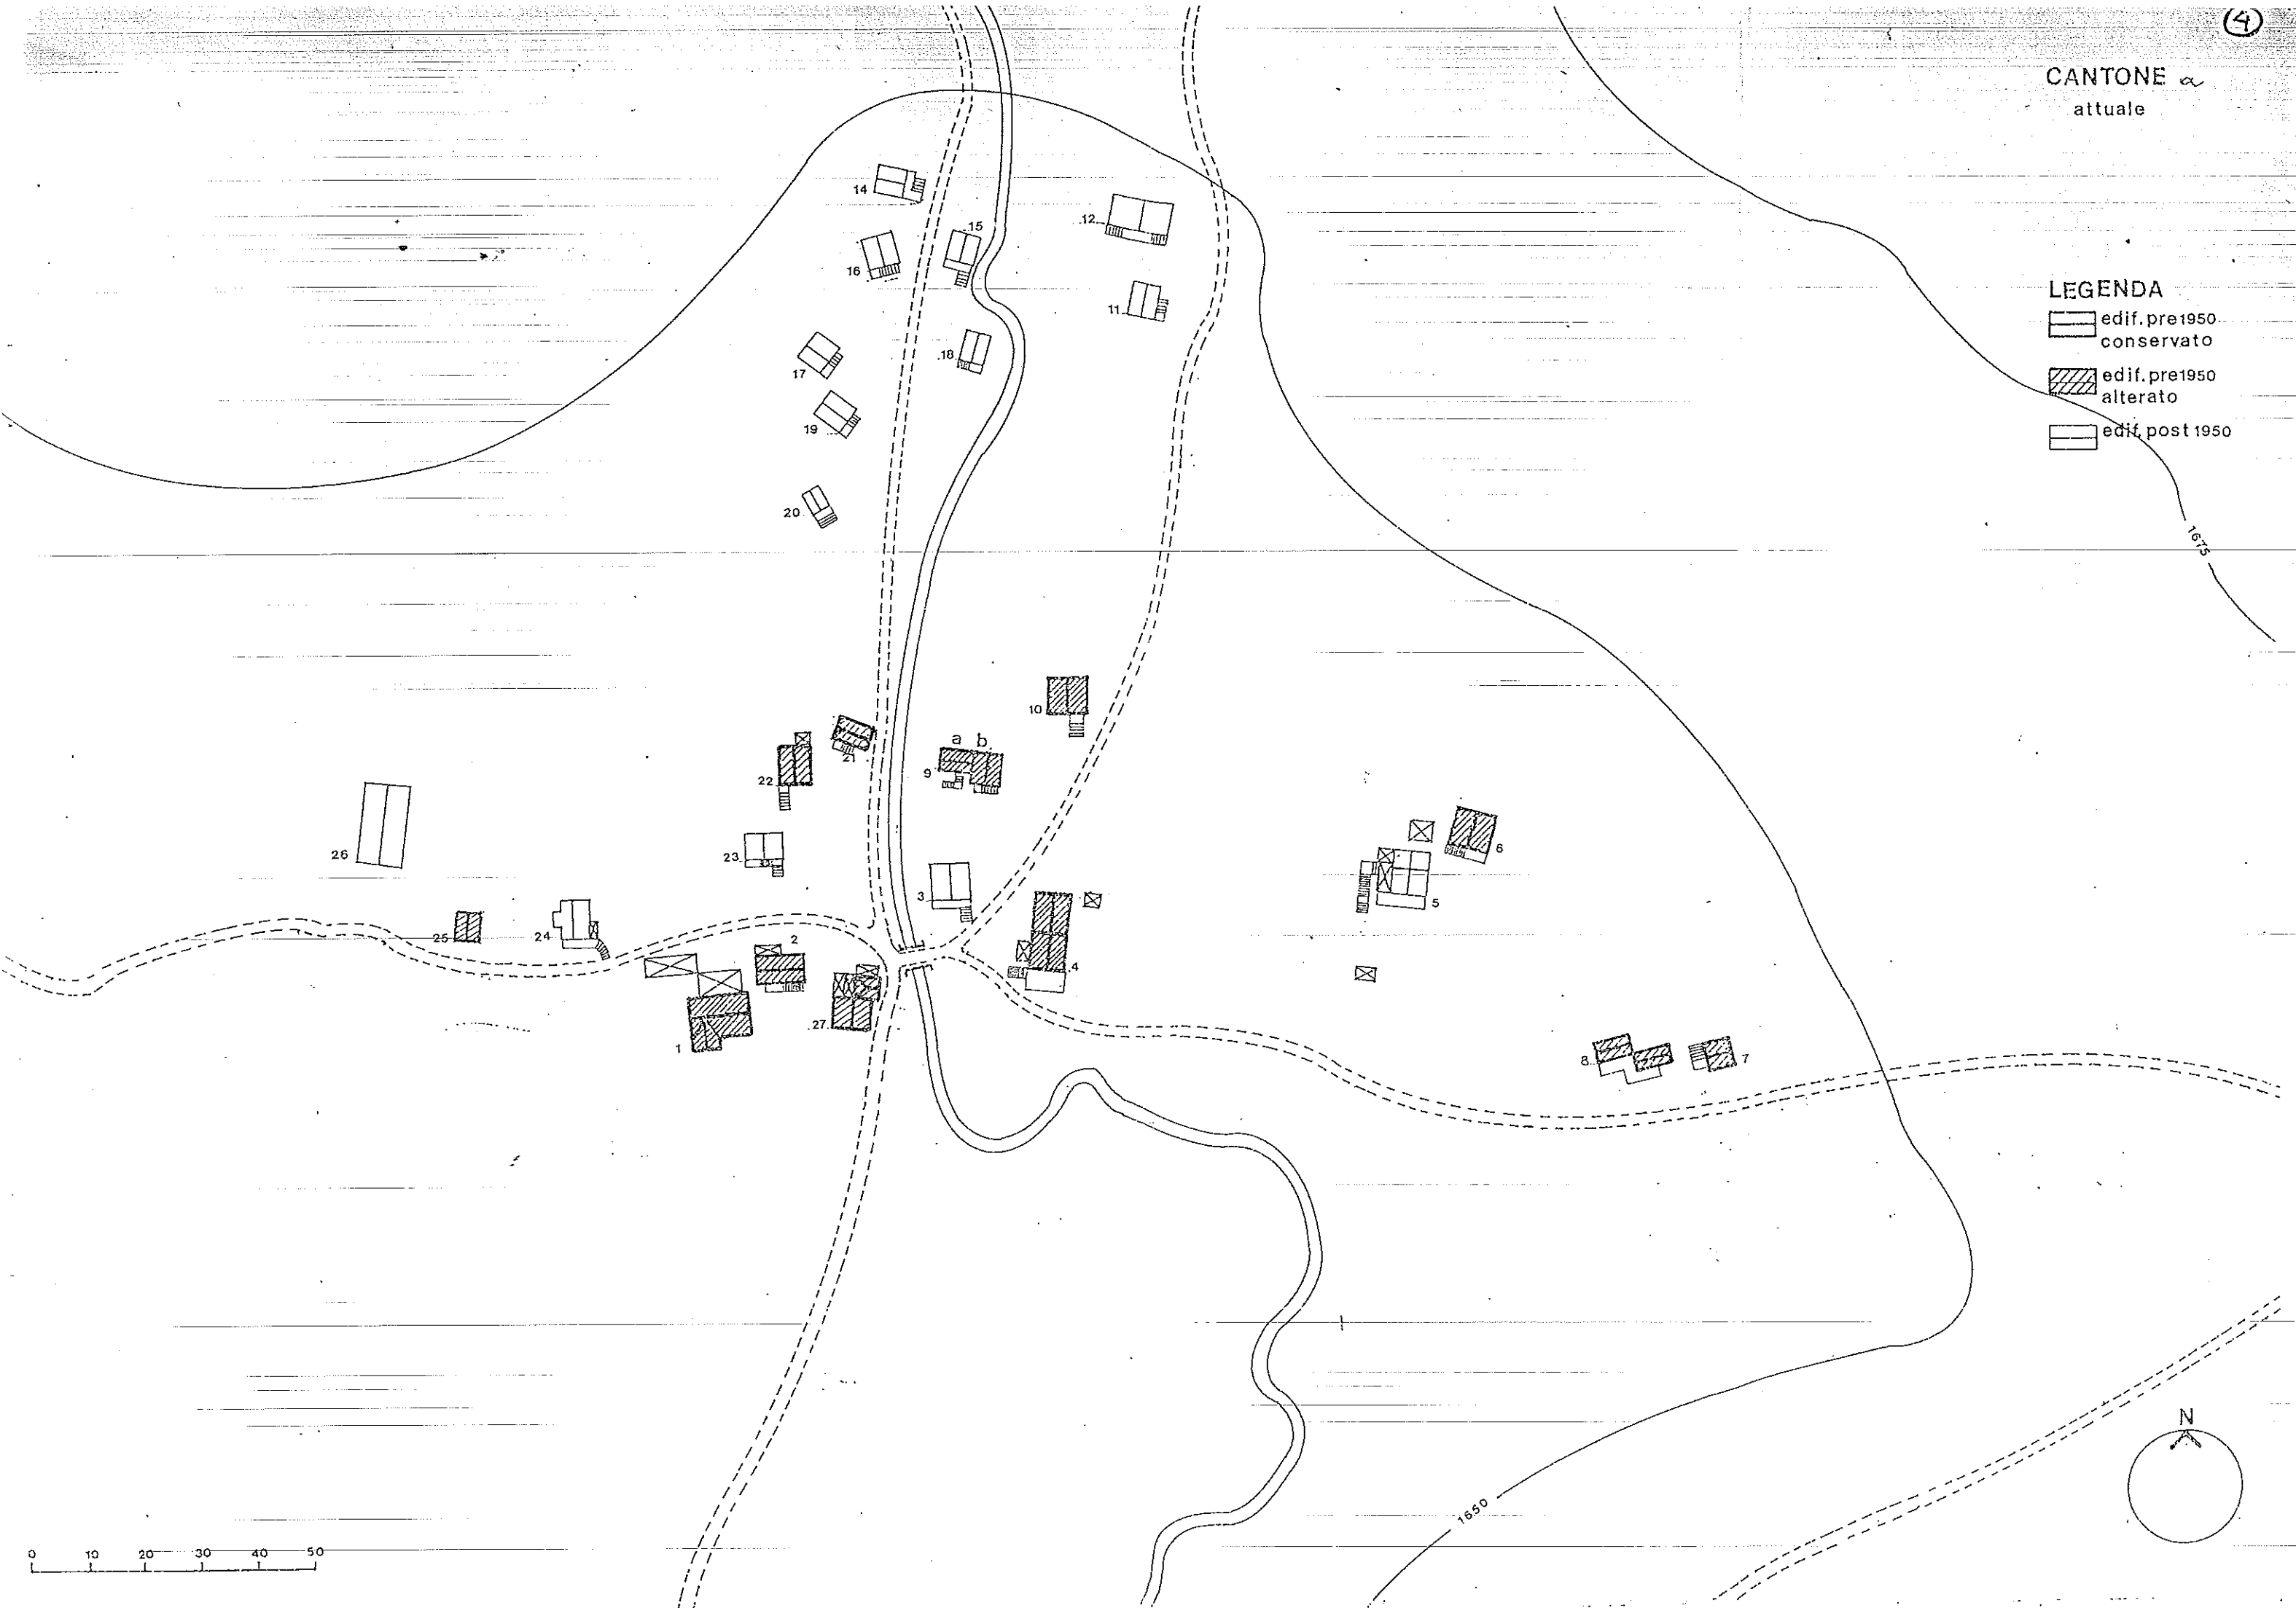 4
CANTONE α
attuale
LEGENDA
edif. pre1950
conservato
edif. pre1950
alterato
edif. post 1950
14
15
12
16
11
18
17
19
20
1675
10
a b
21
9
22
26
23
6
3
5
25
24
2
4
27
1
8
7
1650
N
0 10 20 30 40 50